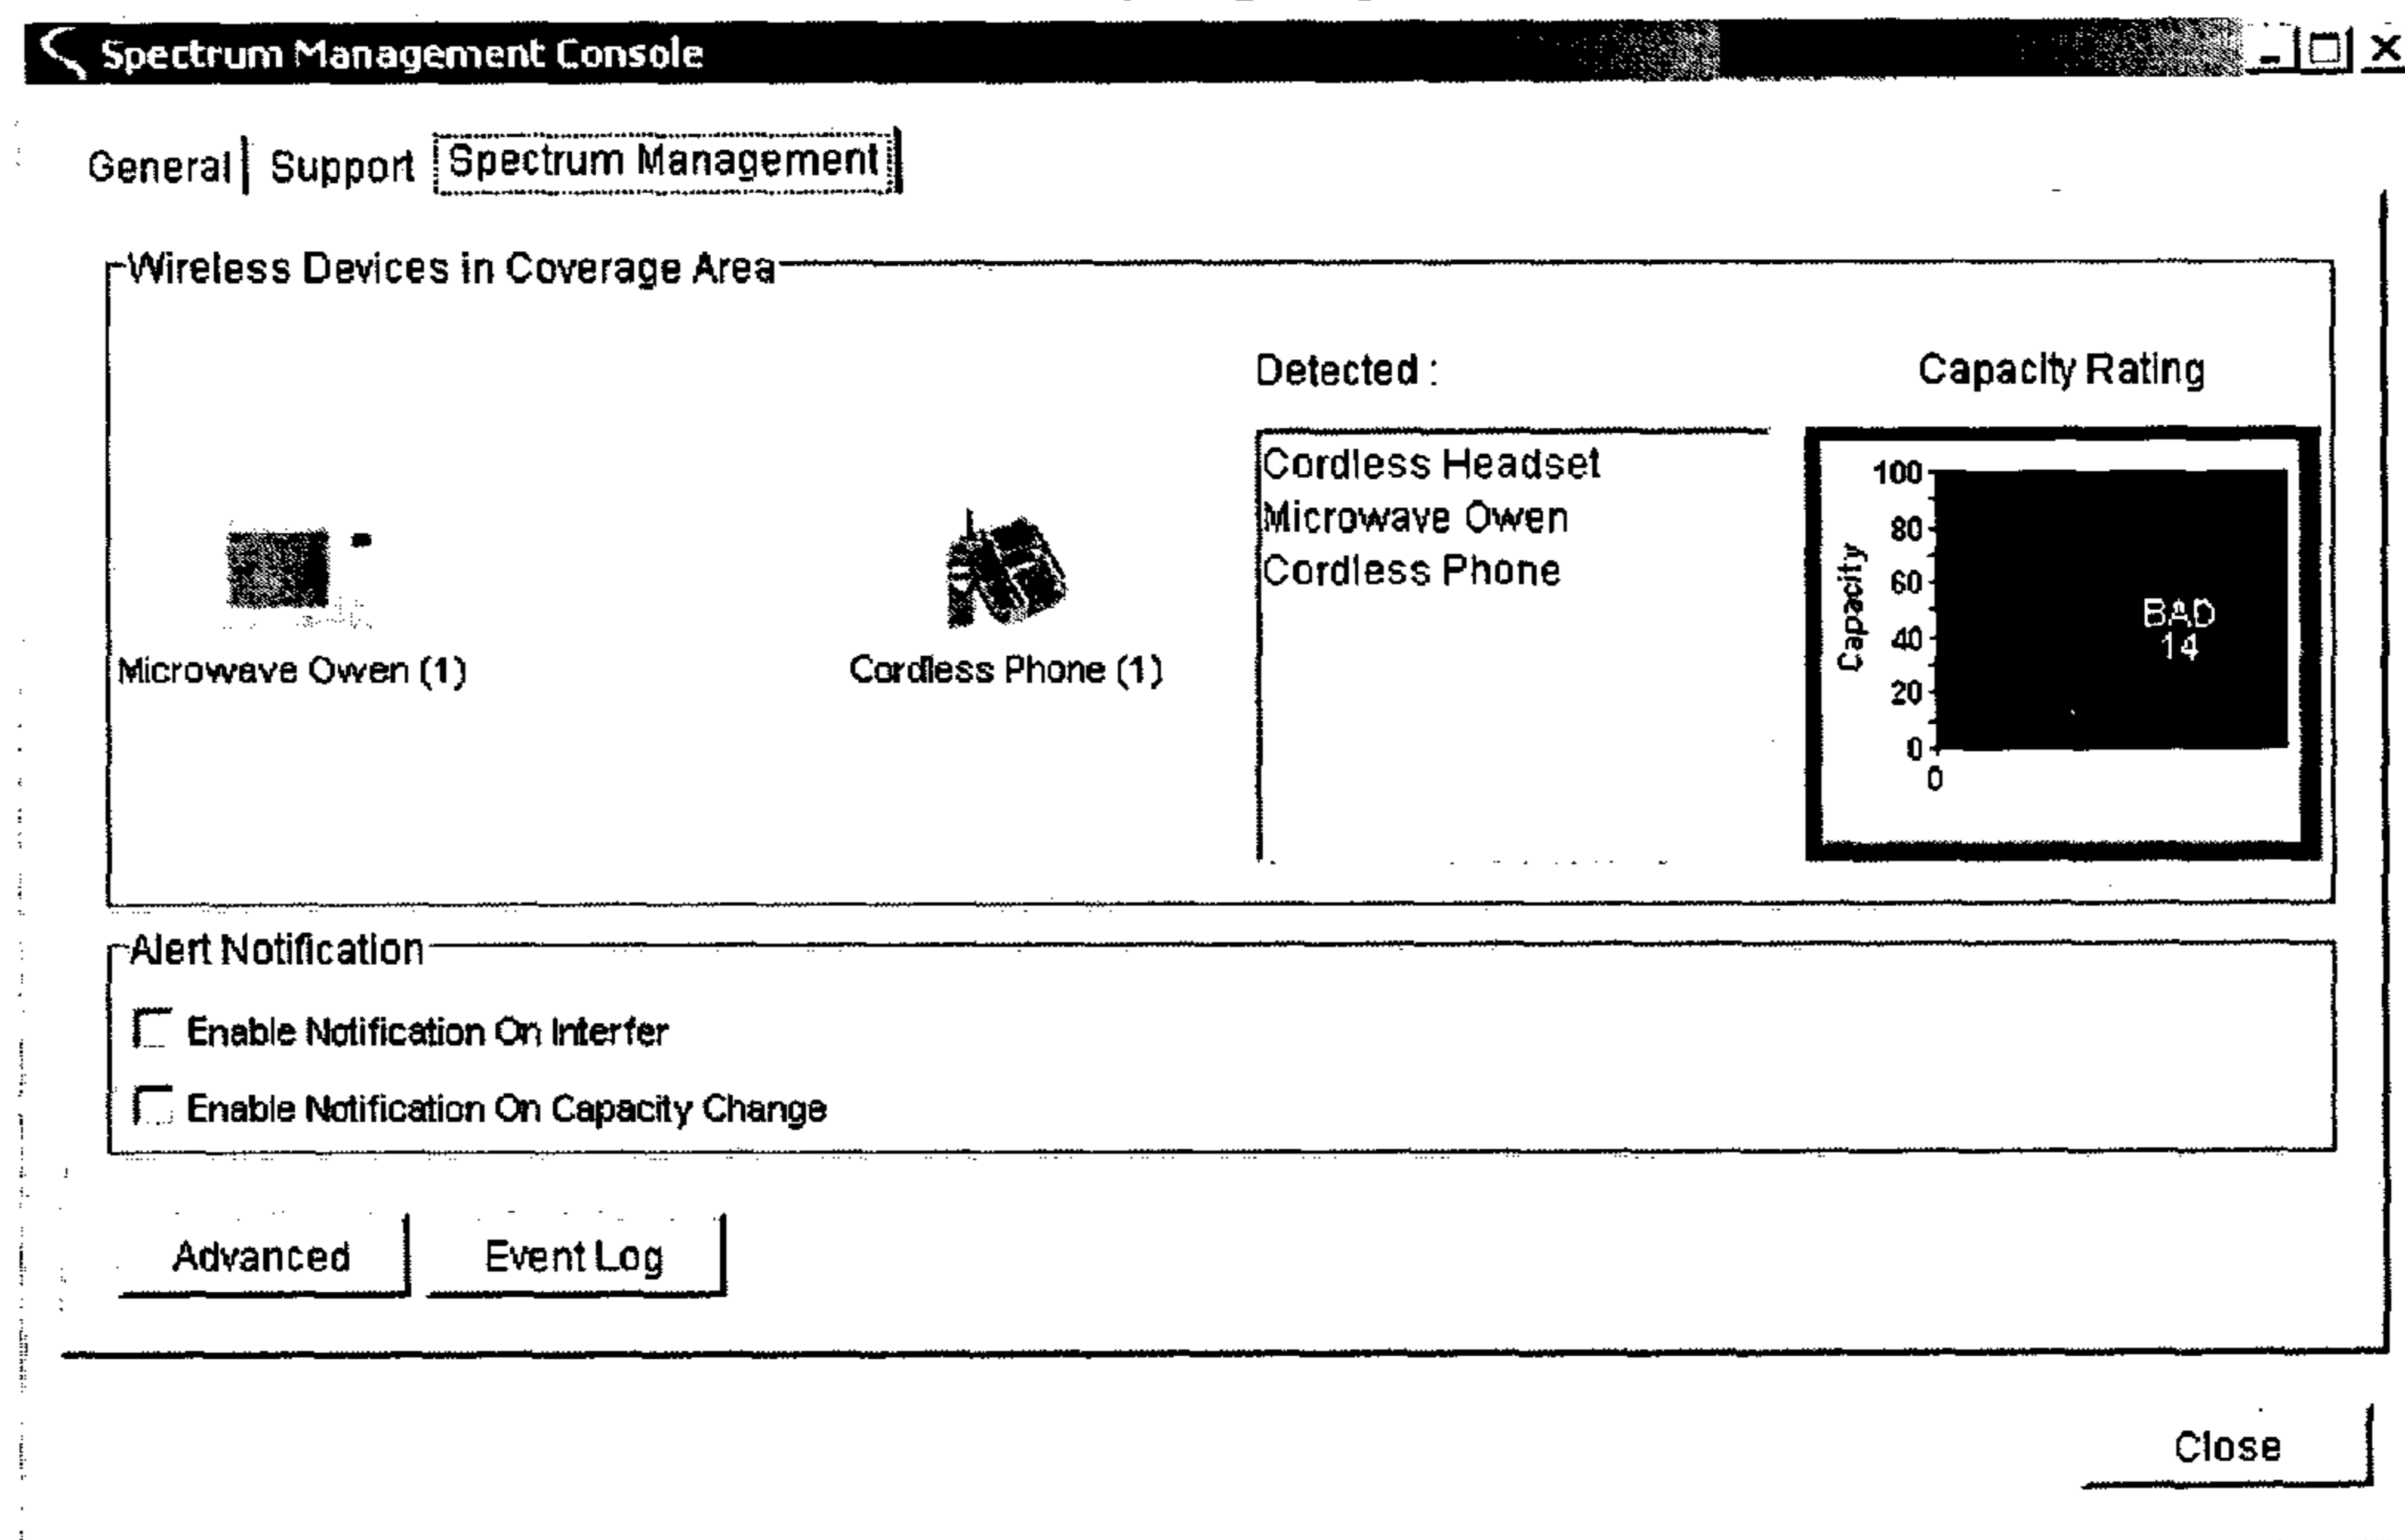 Spectrum Management Console
General Support Spectrum Management
Wireless Devices in Coverage Area
Detected : Capacity Rating
Cordless Headset
Microwave Owen
Cordless Phone
Microwave Owen (1) Cordless Phone (1)
Capacity
100
80
60
40
20
0
0
BAD
14
Alert Notification
Enable Notification On Interfer
Enable Notification On Capacity Change
Advanced Event Log
Close